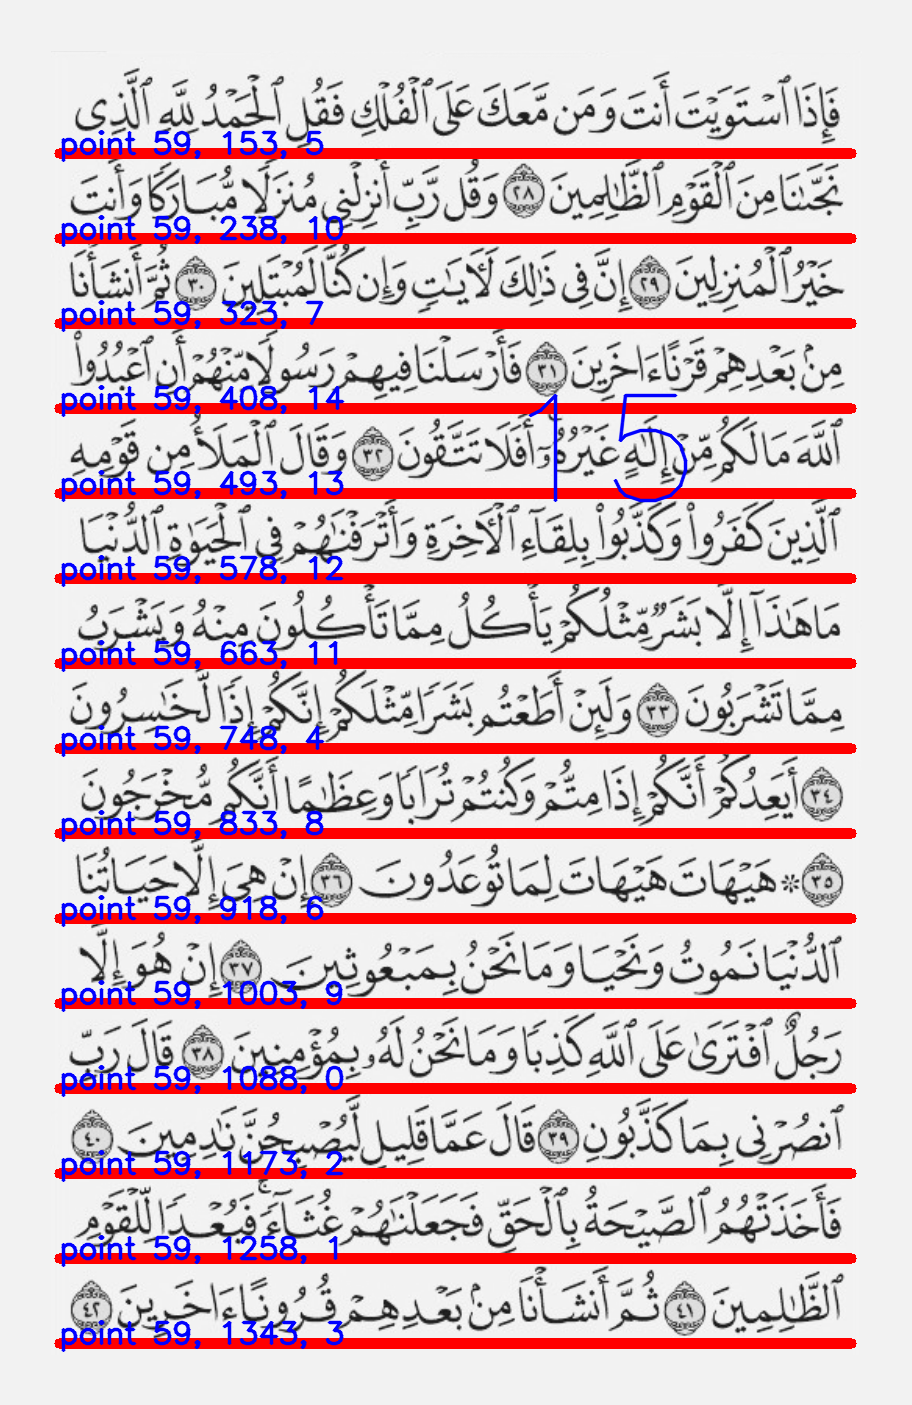 فَإِذَا ٱسْتَوَيْتَ أَنتَ وَمَن مَّعَكَ عَلَى ٱلْفُلْكِ فَقُلِ ٱلْحَمْدُ لِلَّهِ ٱلَّذِى
point 59, 153, 5
نَجَّىٰنَا مِنَ ٱلْقَوْمِ ٱلظَّٰلِمِينَ ٢٨ وَقُل رَّبِّ أَنزِلْنِى مُنزَلًا مُّبَارَكًا وَأَنتَ
point 59, 238, 10
خَيْرُ ٱلْمُنزِلِينَ ٢٩ إِنَّ فِى ذَٰلِكَ لَءَايَٰتٍ وَإِن كُنَّا لَمُبْتَلِينَ ٣٠ ثُمَّ أَنشَأْنَا
point 59, 323, 7
مِنۢ بَعْدِهِمْ قَرْنًا ءَاخَرِينَ ٣١ فَأَرْسَلْنَا فِيهِمْ رَسُولًا مِّنْهُمْ أَنِ ٱعْبُدُوا۟
point 59, 408, 14
ٱللَّهَ مَا لَكُم مِّنْ إِلَٰهٍ غَيْرُهُۥٓ أَفَلَا تَتَّقُونَ ٣٢ وَقَالَ ٱلْمَلَأُ مِن قَوْمِهِ
15
point 59, 493, 13
ٱلَّذِينَ كَفَرُوا۟ وَكَذَّبُوا۟ بِلِقَآءِ ٱلْءَاخِرَةِ وَأَتْرَفْنَٰهُمْ فِى ٱلْحَيَوٰةِ ٱلدُّنْيَا
point 59, 578, 12
مَا هَٰذَآ إِلَّا بَشَرٌ مِّثْلُكُمْ يَأْكُلُ مِمَّا تَأْكُلُونَ مِنْهُ وَيَشْرَبُ
point 59, 663, 11
مِمَّا تَشْرَبُونَ ٣٣ وَلَئِنْ أَطَعْتُم بَشَرًا مِّثْلَكُمْ إِنَّكُمْ إِذًا لَّخَٰسِرُونَ
point 59, 748, 4
٣٤ أَيَعِدُكُمْ أَنَّكُمْ إِذَا مِتُّمْ وَكُنتُمْ تُرَابًا وَعِظَٰمًا أَنَّكُم مُّخْرَجُونَ
point 59, 833, 8
٣٥ * هَيْهَاتَ هَيْهَاتَ لِمَا تُوعَدُونَ ٣٦ إِنْ هِىَ إِلَّا حَيَاتُنَا
point 59, 918, 6
ٱلدُّنْيَا نَمُوتُ وَنَحْيَا وَمَا نَحْنُ بِمَبْعُوثِينَ ٣٧ إِنْ هُوَ إِلَّا
point 59, 1003, 9
رَجُلٌ ٱفْتَرَىٰ عَلَى ٱللَّهِ كَذِبًا وَمَا نَحْنُ لَهُۥ بِمُؤْمِنِينَ ٣٨ قَالَ رَبِّ
point 59, 1088, 0
ٱنصُرْنِى بِمَا كَذَّبُونِ ٣٩ قَالَ عَمَّا قَلِيلٍ لَّيُصْبِحُنَّ نَٰدِمِينَ ٤٠
point 59, 1173, 2
فَأَخَذَتْهُمُ ٱلصَّيْحَةُ بِٱلْحَقِّ فَجَعَلْنَٰهُمْ غُثَآءً ۚ فَبُعْدًا لِّلْقَوْمِ
point 59, 1258, 1
ٱلظَّٰلِمِينَ ٤١ ثُمَّ أَنشَأْنَا مِنۢ بَعْدِهِمْ قُرُونًا ءَاخَرِينَ ٤٢
point 59, 1343, 3